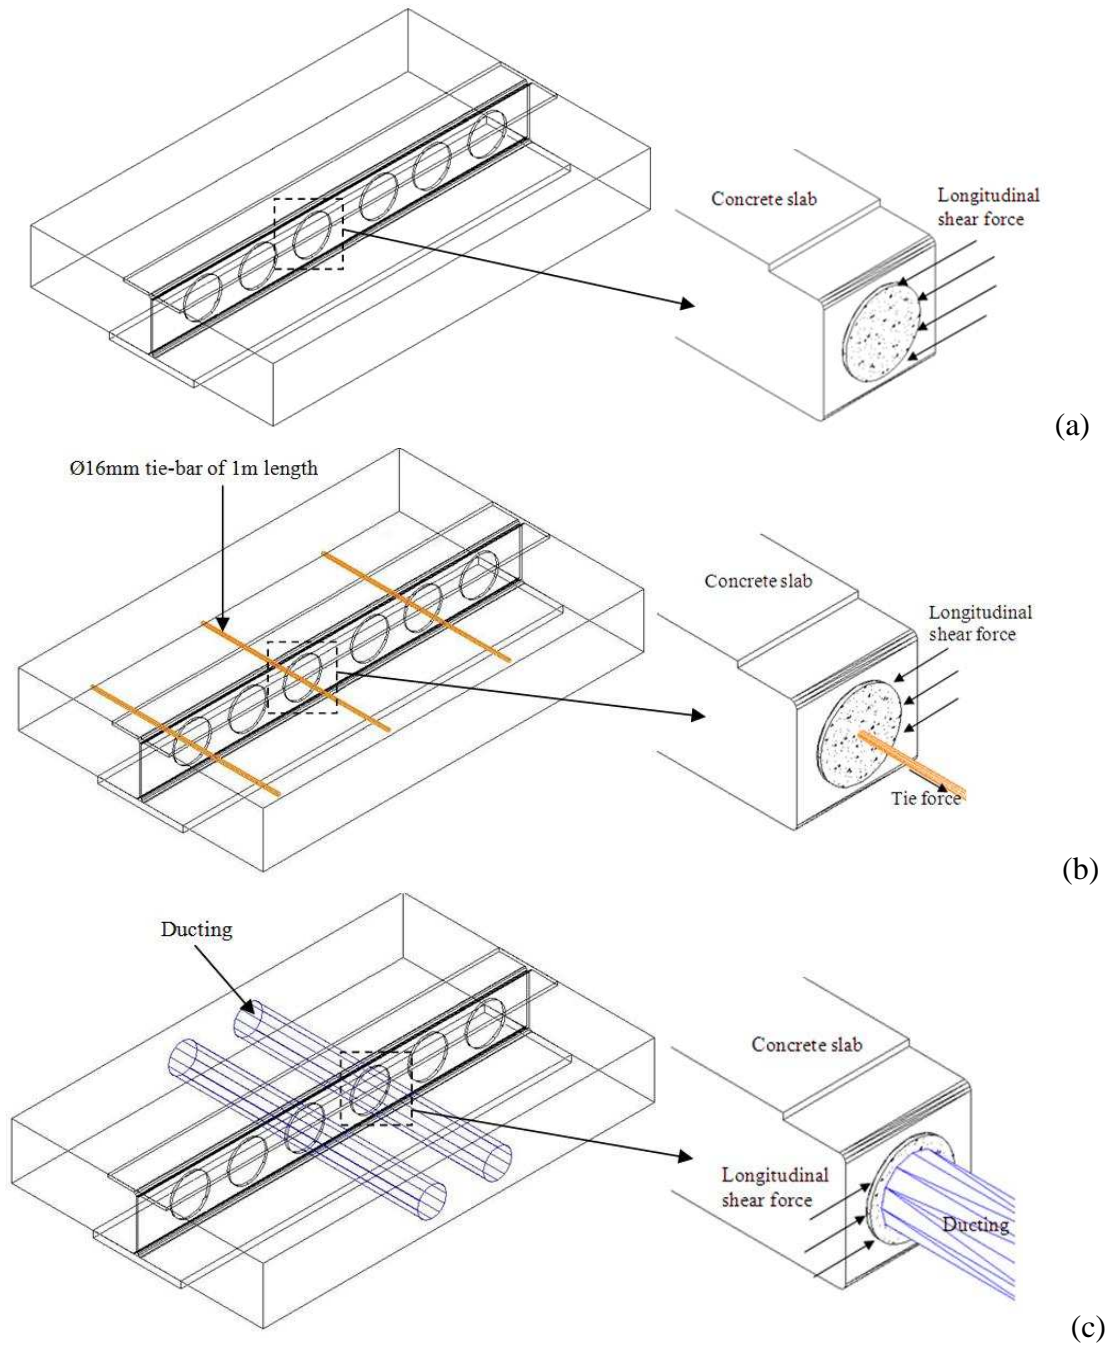 Concrete slab
Longitudinal
shear force
(a)
Ø16mm tie-bar of 1m length
Concrete slab
Longitudinal
shear force
Tie force
(b)
Ducting
Concrete slab
Longitudinal
shear force
Ducting
(c)